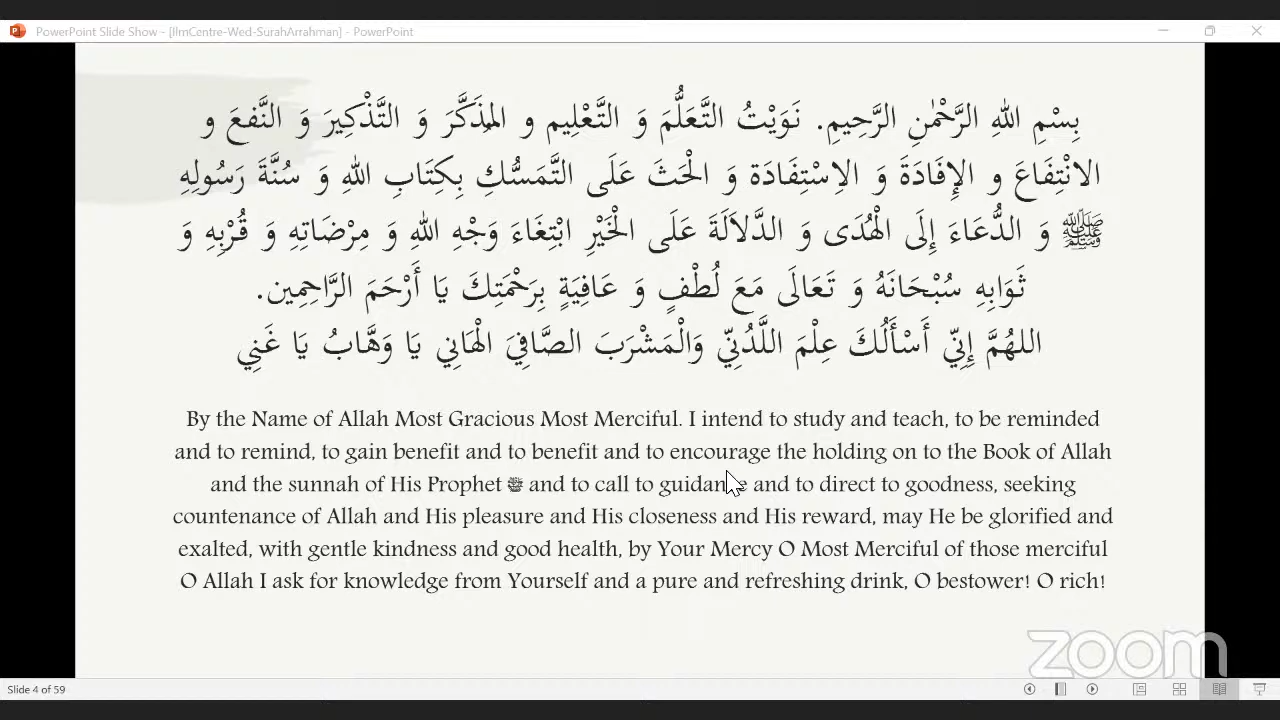 PowerPoint Slide Show - [IlmCentre-Wed-SurahArrahman] - PowerPoint
بِسْمِ اللهِ الرَّحْمٰنِ الرَّحِيمِ. نَوَيْتُ التَّعَلُّمَ وَ التَّعْلِيم و المذَكَّرَ وَ التَّذْكِيرَ وَ النَّفعَ و
الانْتِفَاعَ و الإِفَادَةَ وَ الاِسْتِفَادَة وَ الْحَثَ عَلَى التَّمَسُّكِ بِكِتَابِ اللهِ وَ سُنَّةَ رَسُولِهِ
ﷺ وَ الدُّعَاءَ إِلَى الْهُدَى وَ الدَّلاَلَةَ عَلَى الْخَيْرِ ابْتِغَاءَ وَجْهِ اللهِ وَ مِرْضَاتِهِ وَ قُرْبِهِ وَ
ثَوَابِهِ سُبْحَانَهُ وَ تَعَالَى مَعَ لُطْفٍ وَ عَافِيَةٍ بِرَحْمَتِكَ يَا أَرْحَمَ الرَّاحِمِين.
اللهُمَّ إِنِّي أَسْأَلُكَ عِلْمَ اللَّدُنِّي وَالْمَشْرَبَ الصَّافِيَ الْهَانِي يَا وَهَّابُ يَا غَنِي
By the Name of Allah Most Gracious Most Merciful. I intend to study and teach, to be reminded
and to remind, to gain benefit and to benefit and to encourage the holding on to the Book of Allah
and the sunnah of His Prophet ﷺ and to call to guidance and to direct to goodness, seeking
countenance of Allah and His pleasure and His closeness and His reward, may He be glorified and
exalted, with gentle kindness and good health, by Your Mercy O Most Merciful of those merciful
O Allah I ask for knowledge from Yourself and a pure and refreshing drink, O bestower! O rich!
zoom
Slide 4 of 59